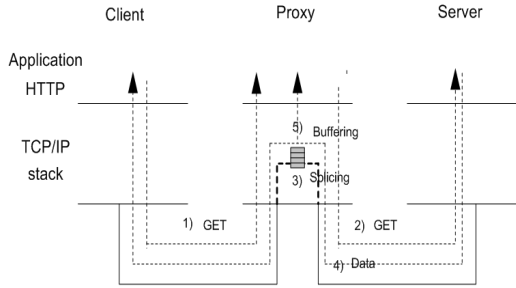 Client
Proxy
Server
Application
HTTP
TCP/IP
stack
5) Buffering
3) Splicing
1) GET
2) GET
4) Data